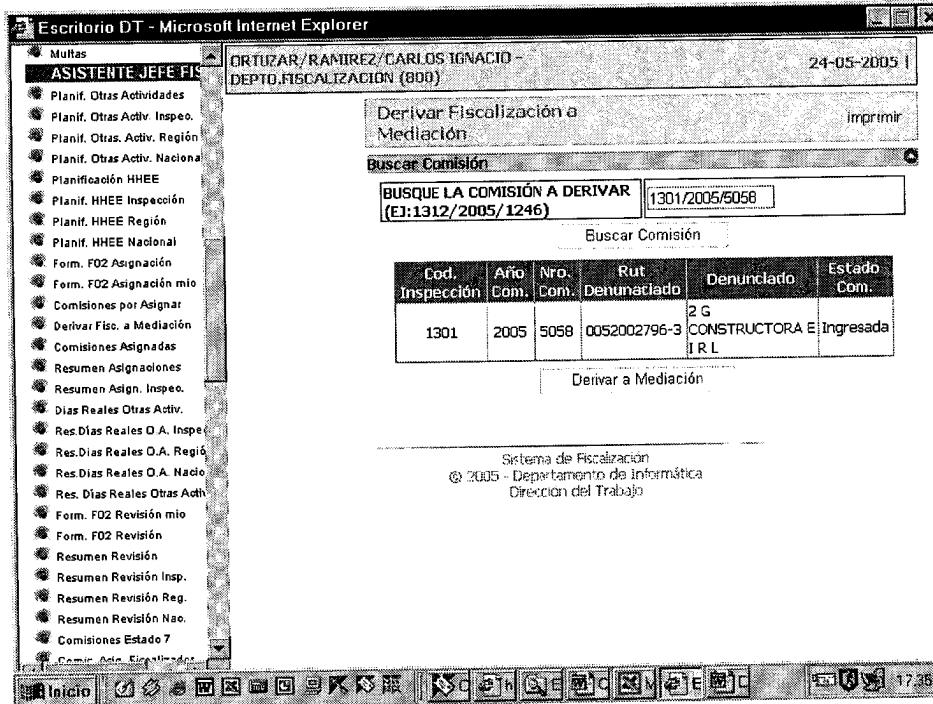 Escritorio DT - Microsoft Internet Explorer
Multas
ASISTENTE JEFE FIS
Planif. Otras Actividades
Planif. Otras Activ. Inspec.
Planif. Otras. Activ. Región
Planif. Otras Activ. Naciona
Planificación HHEE
Planif. HHEE Inspección
Planif. HHEE Región
Planif. HHEE Nacional
Form. F02 Asignación
Form. F02 Asignación mio
Comisiones por Asignar
Derivar Fisc. a Mediación
Comisiones Asignadas
Resumen Asignaciones
Resumen Asign. Inspec.
Dias Reales Otras Activ.
Res.Días Reales O.A. Inspe
Res.Dias Reales O.A. Regió
Res.Dias Reales O.A. Nacio
Res. Días Reales Otras Acti
Form. F02 Revisión mio
Form. F02 Revisión
Resumen Revisión
Resumen Revisión Insp.
Resumen Revisión Reg.
Resumen Revisión Nac.
Comisiones Estado 7
Comis. Asig. Fiscalizador
ORTUZAR/RAMIREZ/CARLOS IGNACIO -
DEPTO.FISCALIZACION (800)
24-05-2005 |
Derivar Fiscalización a
Mediación
imprimir
Buscar Comisión
BUSQUE LA COMISIÓN A DERIVAR
(EJ:1312/2005/1246)
1301/2005/5058
Buscar Comisión
Cod. Inspección Año Com. Nro. Com. Rut Denunatiado Denunciado Estado Com.
1301 2005 5058 0052002796-3 2 G CONSTRUCTORA E I R L Ingresada
Derivar a Mediación
Sistema de Fiscalización
© 2005 - Departamento de Informática
Direccion del Trabajo
Inicio
17:35